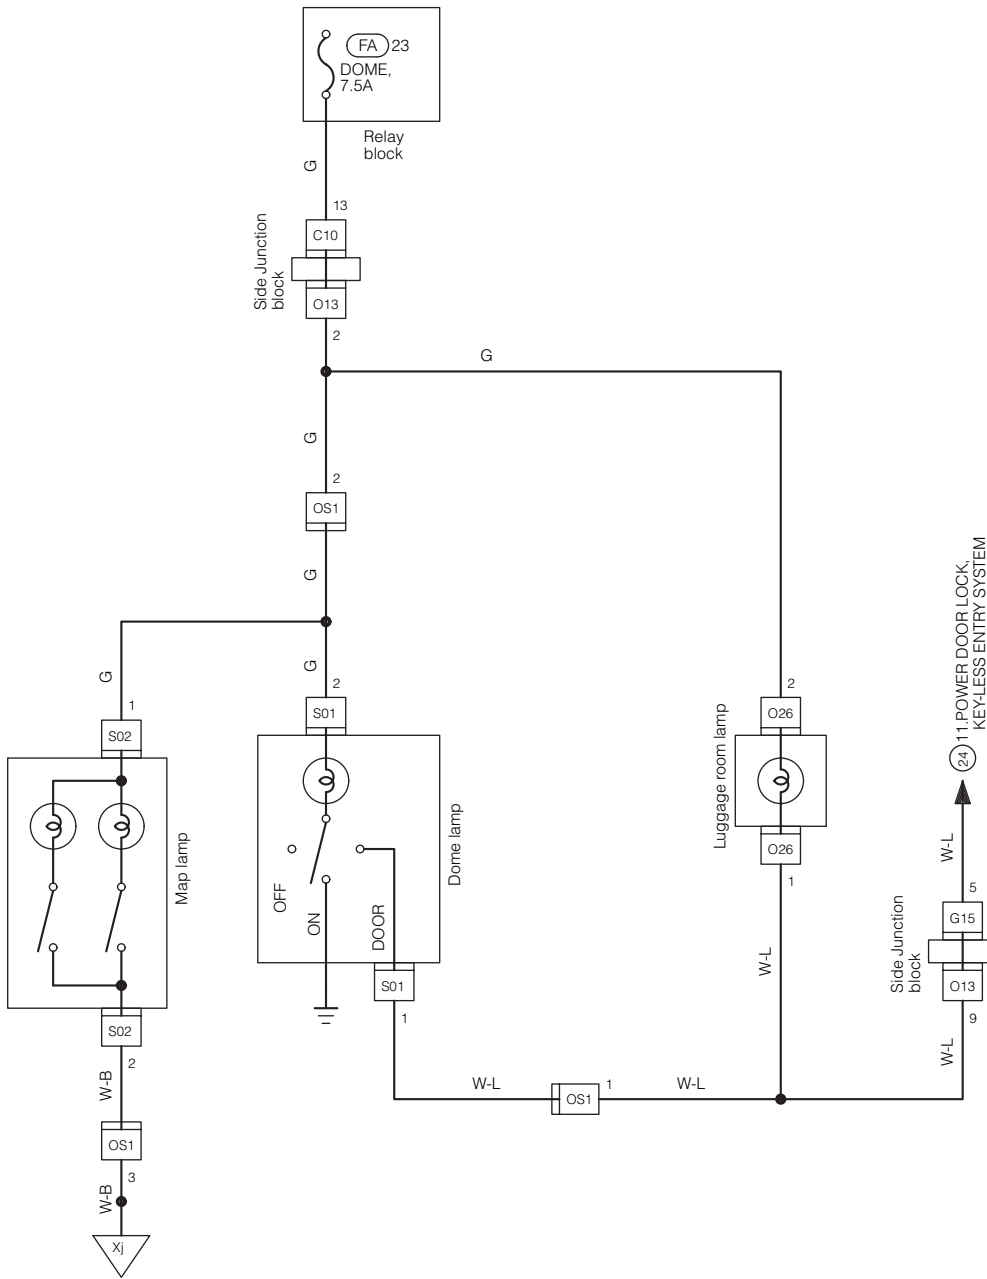 FA 23
DOME,
7.5A
Relay
block
G
13
C10
Side Junction
block
O13
2
G
G
2
OS1
G
G
G
1
2
2
S02
S01
O26
Map lamp
OFF
ON
DOOR
Dome lamp
Luggage room lamp
24
11.POWER DOOR LOCK,
KEY-LESS ENTRY SYSTEM
W-L
5
O26
1
G15
Side Junction
block
W-L
S01
O13
1
9
S02
2
W-B
W-L
OS1
1
W-L
W-L
OS1
3
W-B
Xj